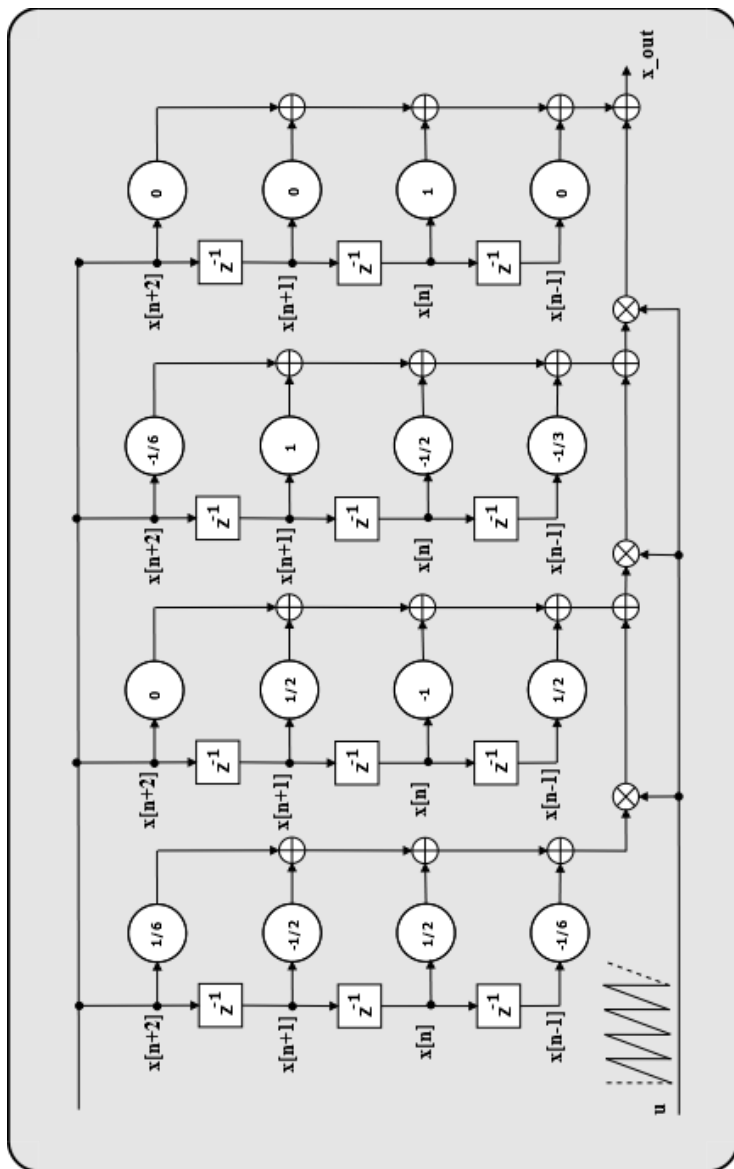 x[n+2]
1/6
x[n+2]
0
x[n+2]
-1/6
x[n+2]
0
z⁻¹
z⁻¹
z⁻¹
z⁻¹
x[n+1]
-1/2
x[n+1]
1/2
x[n+1]
1
x[n+1]
0
z⁻¹
z⁻¹
z⁻¹
z⁻¹
x[n]
1/2
x[n]
-1
x[n]
-1/2
x[n]
1
z⁻¹
z⁻¹
z⁻¹
z⁻¹
x[n-1]
-1/6
x[n-1]
1/2
x[n-1]
-1/3
x[n-1]
0
x_out
u